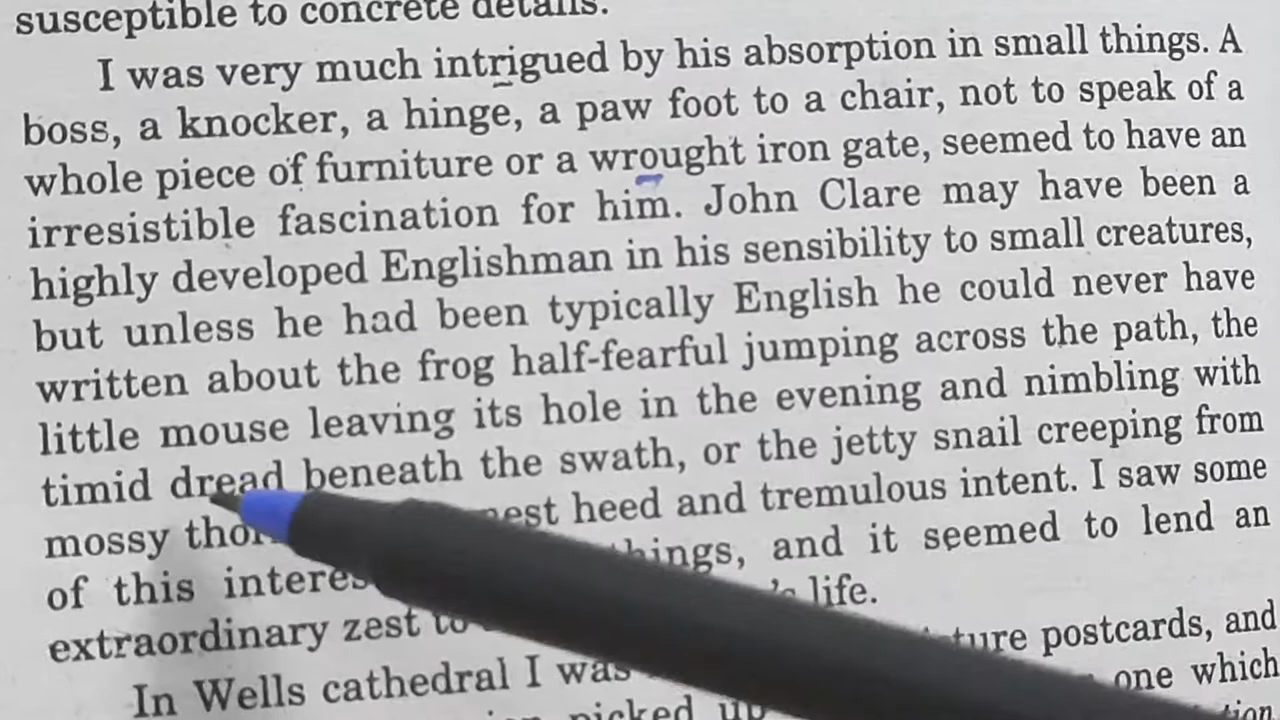 susceptible to concrete details.
I was very much intrigued by his absorption in small things. A
boss, a knocker, a hinge, a paw foot to a chair, not to speak of a
whole piece of furniture or a wrought iron gate, seemed to have an
irresistible fascination for him. John Clare may have been a
highly developed Englishman in his sensibility to small creatures,
but unless he had been typically English he could never have
written about the frog half-fearful jumping across the path, the
little mouse leaving its hole in the evening and nimbling with
timid dread beneath the swath, or the jetty snail creeping from
mossy heed and tremulous intent. I saw some
of this and it seemed to lend an
extraordinary zest life.
In Wells cathedral I was postcards, and
picked up one which